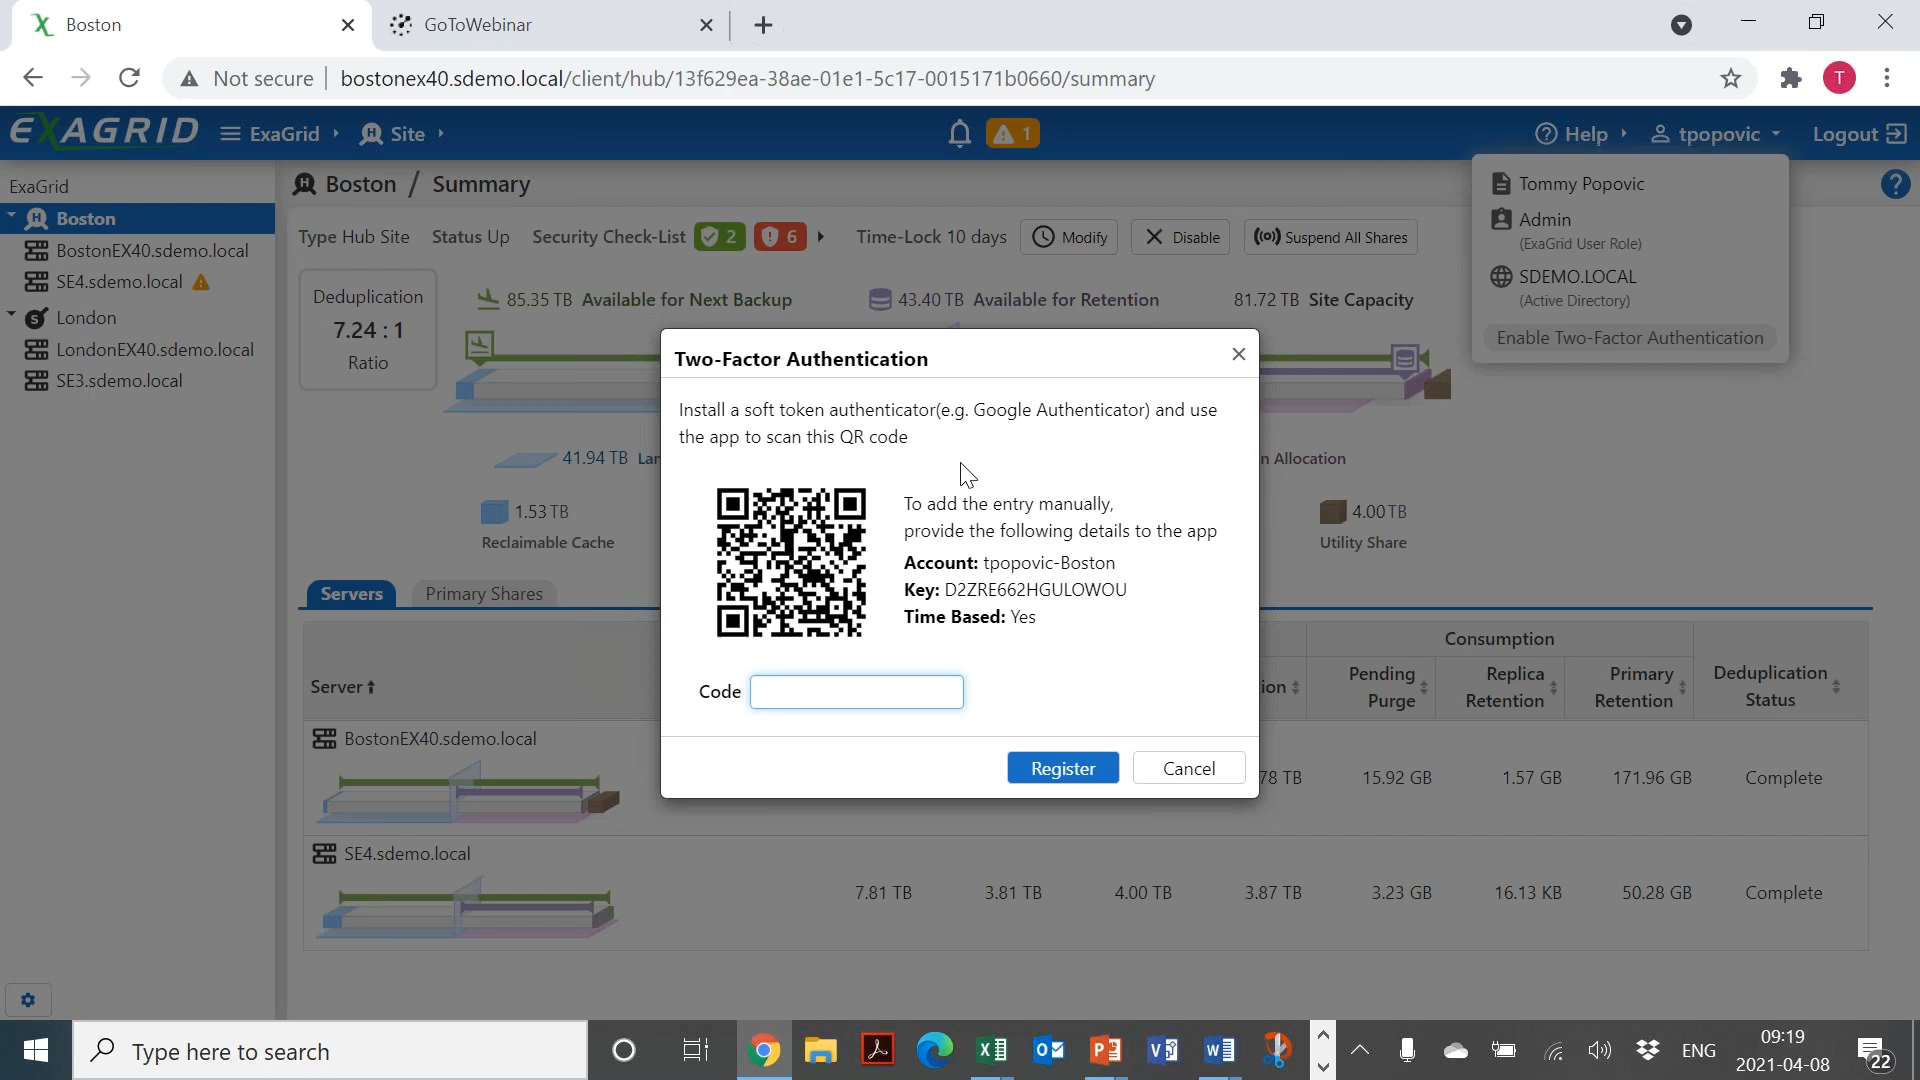 Boston
GoToWebinar
Not secure
bostonex40.sdemo.local/client/hub/13f629ea-38ae-01e1-5c17-0015171b0660/summary
T
EXAGRID
ExaGrid
Site
1
Help
tpopovic
Logout
ExaGrid
Boston
BostonEX40.sdemo.local
SE4.sdemo.local
London
LondonEX40.sdemo.local
SE3.sdemo.local
Boston / Summary
Type Hub Site
Status Up
Security Check-List
2
6
Time-Lock 10 days
Modify
Disable
Suspend All Shares
Tommy Popovic
Admin
(ExaGrid User Role)
SDEMO.LOCAL
(Active Directory)
Enable Two-Factor Authentication
Deduplication
7.24 : 1
Ratio
85.35 TB Available for Next Backup
43.40 TB Available for Retention
81.72 TB Site Capacity
41.94 TB Lan
n Allocation
1.53 TB
Reclaimable Cache
4.00 TB
Utility Share
Two-Factor Authentication
Install a soft token authenticator(e.g. Google Authenticator) and use
the app to scan this QR code
To add the entry manually,
provide the following details to the app
Account: tpopovic-Boston
Key: D2ZRE662HGULOWOU
Time Based: Yes
Code
Register
Cancel
Servers
Primary Shares
Consumption
Server
ion
Pending
Purge
Replica
Retention
Primary
Retention
Deduplication
Status
BostonEX40.sdemo.local
78 TB
15.92 GB
1.57 GB
171.96 GB
Complete
SE4.sdemo.local
7.81 TB
3.81 TB
4.00 TB
3.87 TB
3.23 GB
16.13 KB
50.28 GB
Complete
Type here to search
ENG
09:19
2021-04-08
22